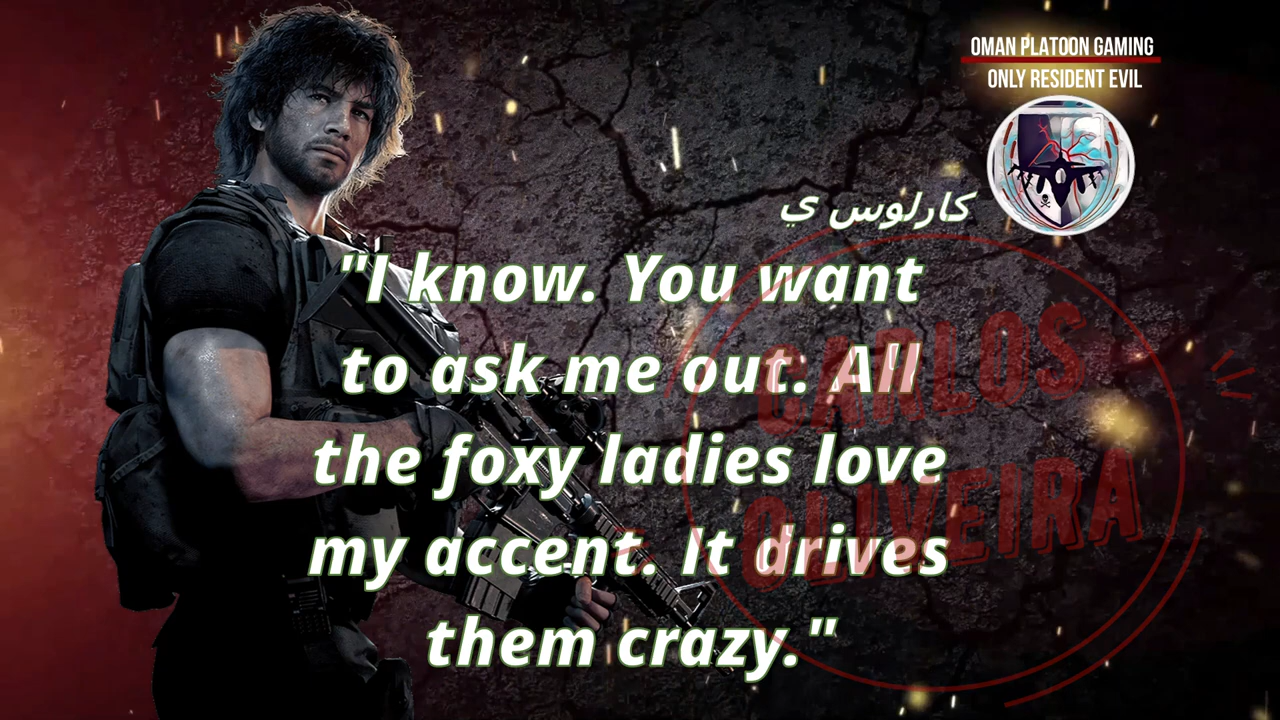 OMAN PLATOON GAMING
ONLY RESIDENT EVIL
كارلوس ي
"I know. You want
to ask me out. All
the foxy ladies love
my accent. It drives
them crazy."
CARLOS
OLIVEIRA